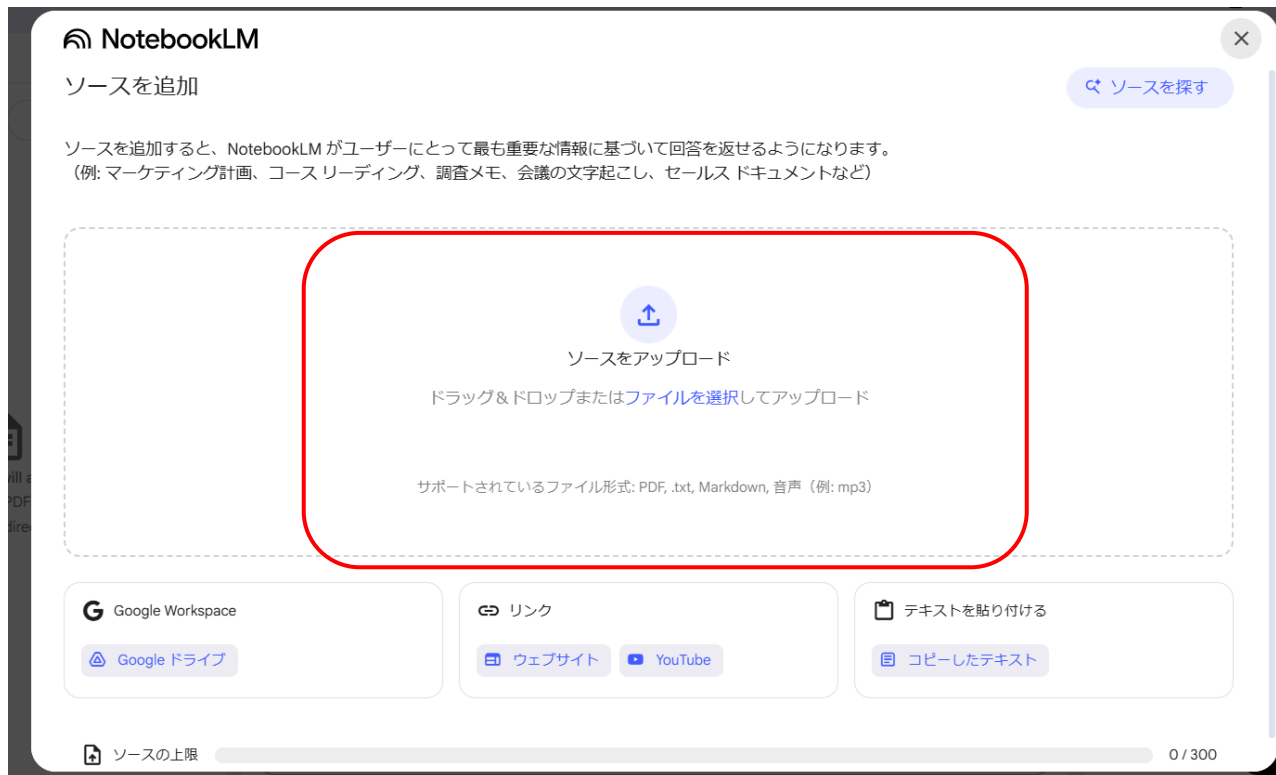 NotebookLM
ソースを追加
ソースを探す
ソースを追加すると、NotebookLM がユーザーにとって最も重要な情報に基づいて回答を返せるようになります。
（例: マーケティング計画、コース リーディング、調査メモ、会議の文字起こし、セールス ドキュメントなど）
ソースをアップロード
ドラッグ＆ドロップまたはファイルを選択してアップロード
サポートされているファイル形式: PDF, .txt, Markdown, 音声（例: mp3）
Google Workspace
Google ドライブ
リンク
ウェブサイト
YouTube
テキストを貼り付ける
コピーしたテキスト
ソースの上限
0 / 300